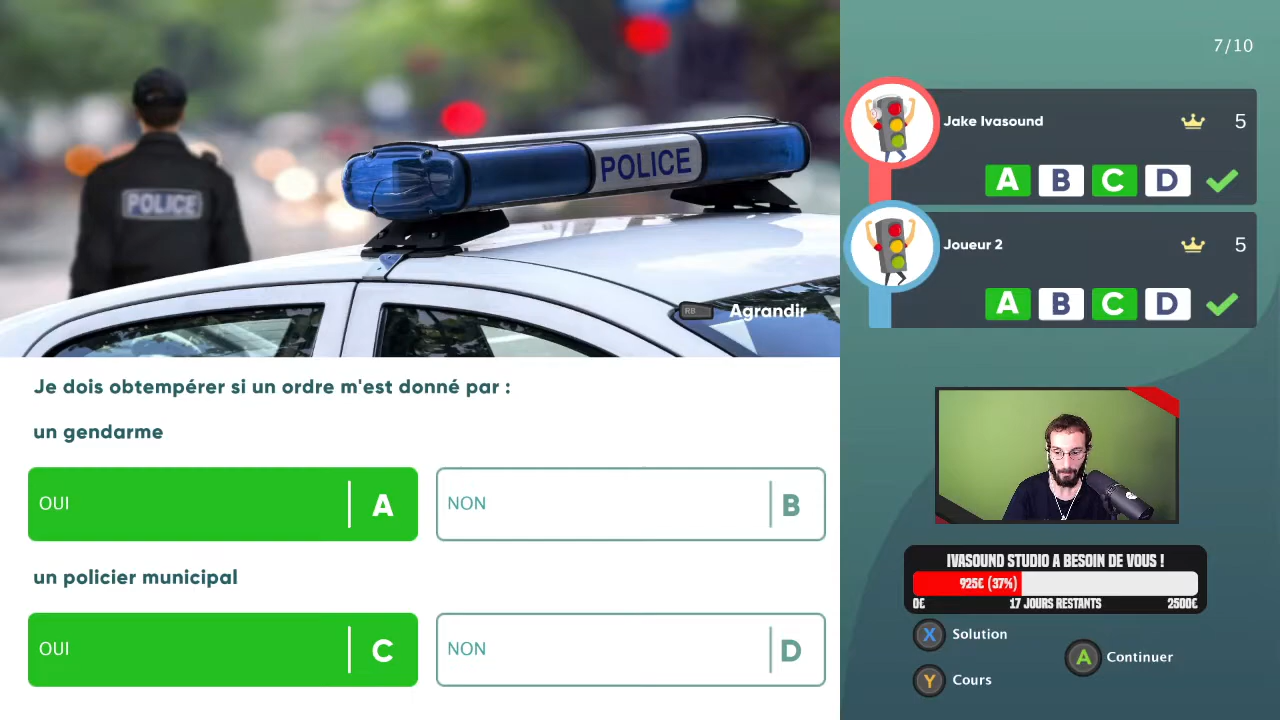 7/10
POLICE
POLICE
RB Agrandir
Jake Ivasound 5
A B C D
Joueur 2 5
A B C D
Je dois obtempérer si un ordre m'est donné par :
un gendarme
OUI A
NON B
un policier municipal
OUI C
NON D
IVASOUND STUDIO A BESOIN DE VOUS !
925€ (37%)
0€ 17 JOURS RESTANTS 2500€
X Solution
A Continuer
Y Cours